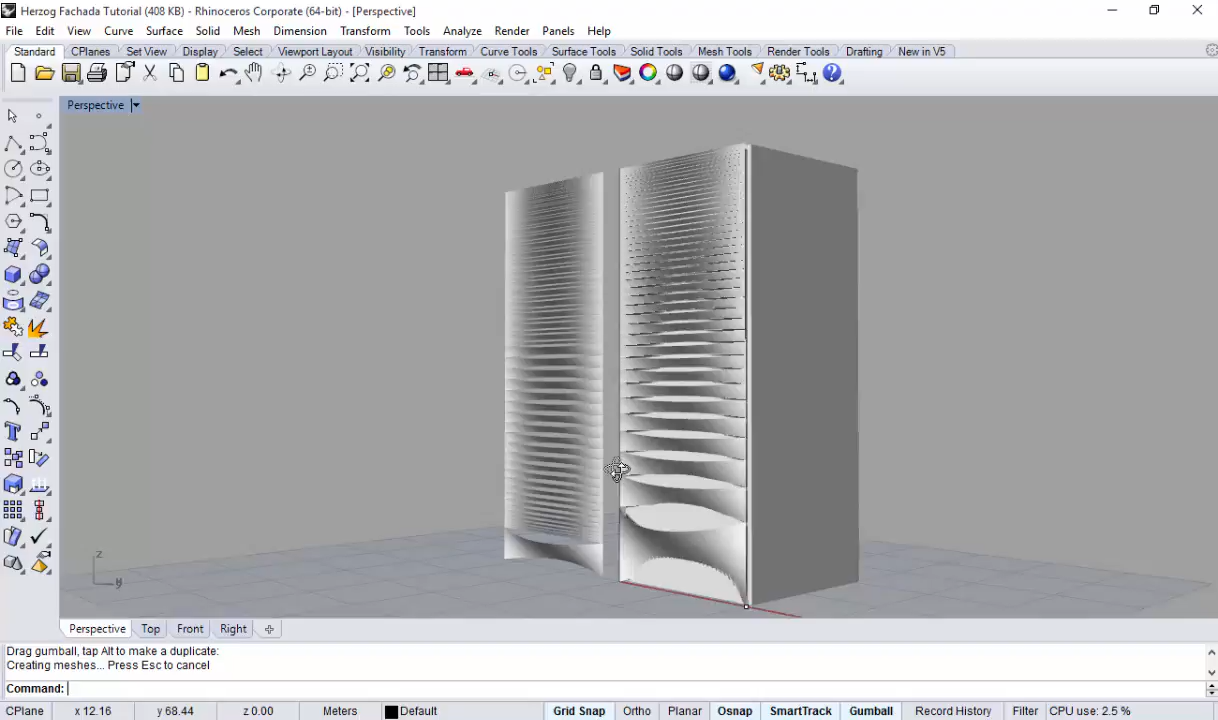 Herzog Fachada Tutorial (408 KB) - Rhinoceros Corporate (64-bit) - [Perspective]
File Edit View Curve Surface Solid Mesh Dimension Transform Tools Analyze Render Panels Help
Standard CPlanes Set View Display Select Viewport Layout Visibility Transform Curve Tools Surface Tools Solid Tools Mesh Tools Render Tools Drafting New in V5
Perspective
z
y
Perspective Top Front Right
Drag gumball, tap Alt to make a duplicate:
Creating meshes... Press Esc to cancel
Command:
CPlane x 12.16 y 68.44 z 0.00 Meters Default Grid Snap Ortho Planar Osnap SmartTrack Gumball Record History Filter CPU use: 2.5 %